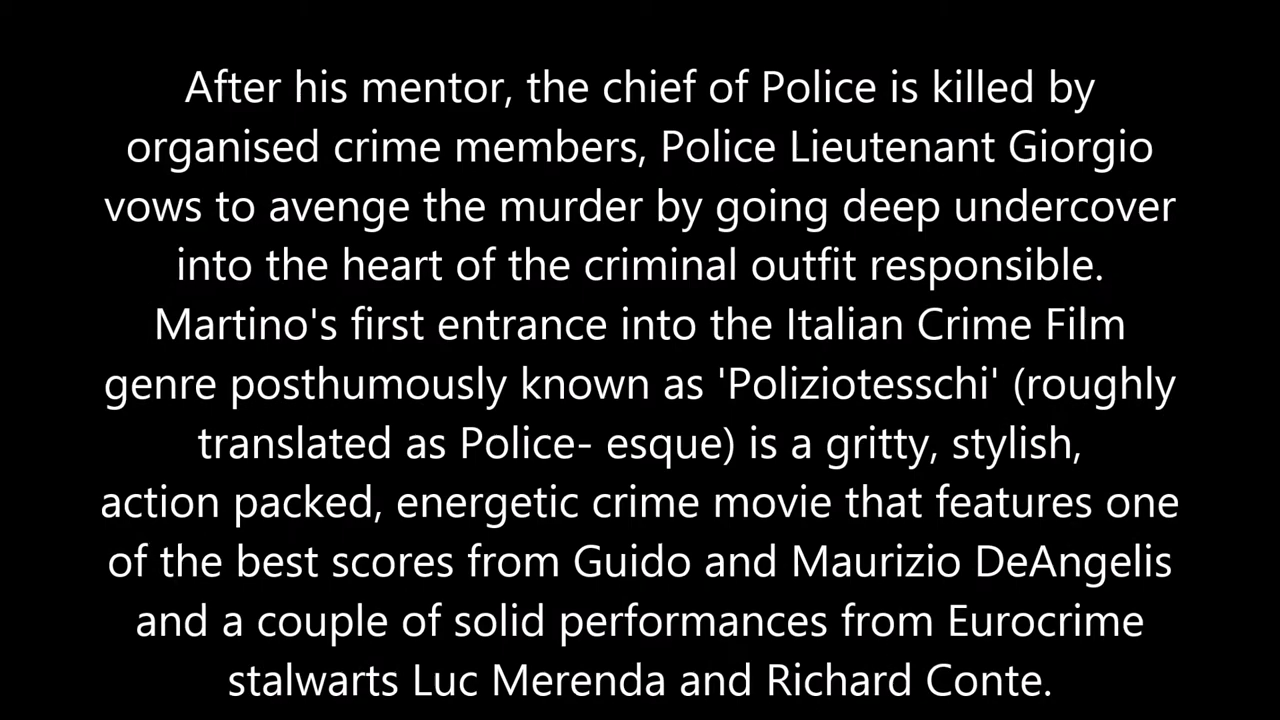 After his mentor, the chief of Police is killed by
organised crime members, Police Lieutenant Giorgio
vows to avenge the murder by going deep undercover
into the heart of the criminal outfit responsible.
Martino's first entrance into the Italian Crime Film
genre posthumously known as 'Poliziotesschi' (roughly
translated as Police- esque) is a gritty, stylish,
action packed, energetic crime movie that features one
of the best scores from Guido and Maurizio DeAngelis
and a couple of solid performances from Eurocrime
stalwarts Luc Merenda and Richard Conte.